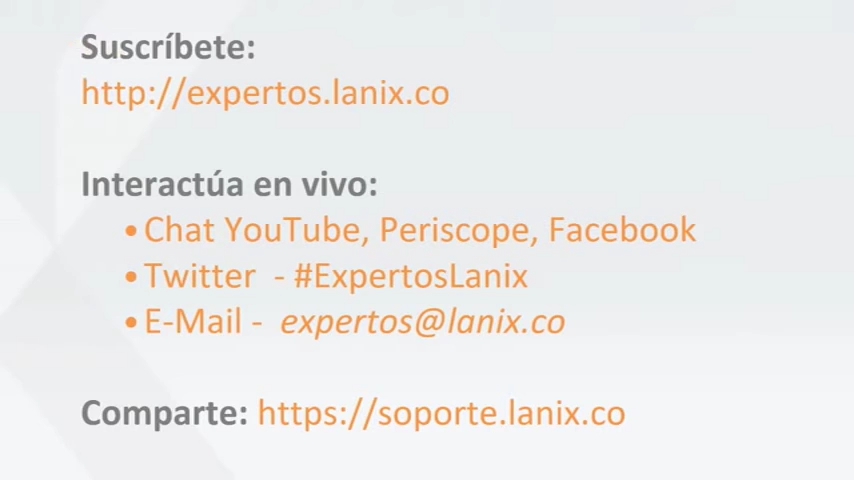 Suscríbete:
http://expertos.lanix.co
Interactúa en vivo:
• Chat YouTube, Periscope, Facebook
• Twitter - #ExpertosLanix
• E-Mail - expertos@lanix.co
Comparte: https://soporte.lanix.co